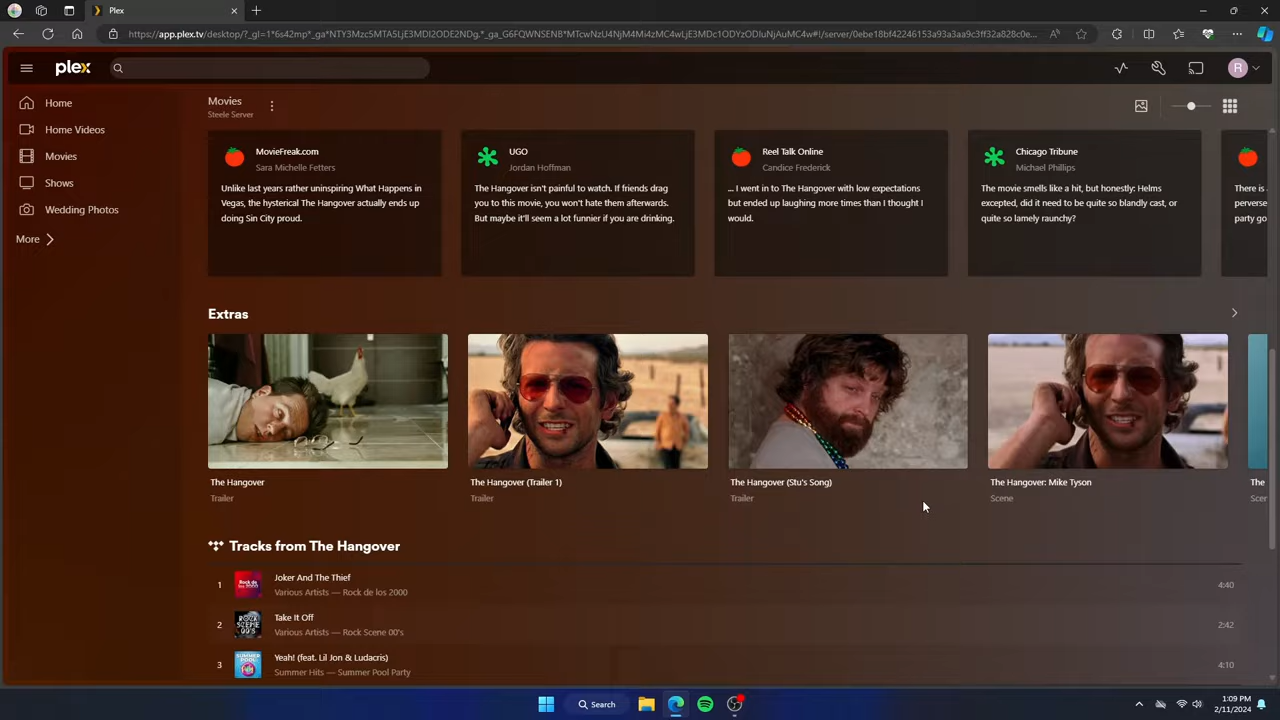 Plex
https://app.plex.tv/desktop/?_gl=1*6s42mp*_ga*NTY3Mzc5MTA5LjE3MDI2ODE2NDg.*_ga_G6FQWNSENB*MTcwNzU4NjM4Mi4zMC4wLjE3MDc1ODYzODIuNjAuMC4w#!/server/0ebe18bf42246153a93a3aa9c3ff32a828c0e...
plex
R
Home
Home Videos
Movies
Shows
Wedding Photos
More
Movies
Steele Server
MovieFreak.com
Sara Michelle Fetters
Unlike last years rather uninspiring What Happens in
Vegas, the hysterical The Hangover actually ends up
doing Sin City proud.
UGO
Jordan Hoffman
The Hangover isn't painful to watch. If friends drag
you to this movie, you won't hate them afterwards.
But maybe it'll seem a lot funnier if you are drinking.
Reel Talk Online
Candice Frederick
... I went in to The Hangover with low expectations
but ended up laughing more times than I thought I
would.
Chicago Tribune
Michael Phillips
The movie smells like a hit, but honestly: Helms
excepted, did it need to be quite so blandly cast, or
quite so lamely raunchy?
There is
perverse
party go
Extras
The Hangover
Trailer
The Hangover (Trailer 1)
Trailer
The Hangover (Stu's Song)
Trailer
The Hangover: Mike Tyson
Scene
The
Scer
Tracks from The Hangover
1
Joker And The Thief
Various Artists — Rock de los 2000
4:40
2
Take It Off
Various Artists — Rock Scene 00's
2:42
3
Yeah! (feat. Lil Jon & Ludacris)
Summer Hits — Summer Pool Party
4:10
Search
1:09 PM
2/11/2024